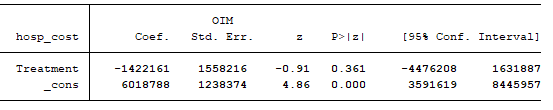 OIM
hosp_cost Coef. Std. Err. z P>|z| [95% Conf. Interval]
Treatment -1422161 1558216 -0.91 0.361 -4476208 1631887
_cons 6018788 1238374 4.86 0.000 3591619 8445957